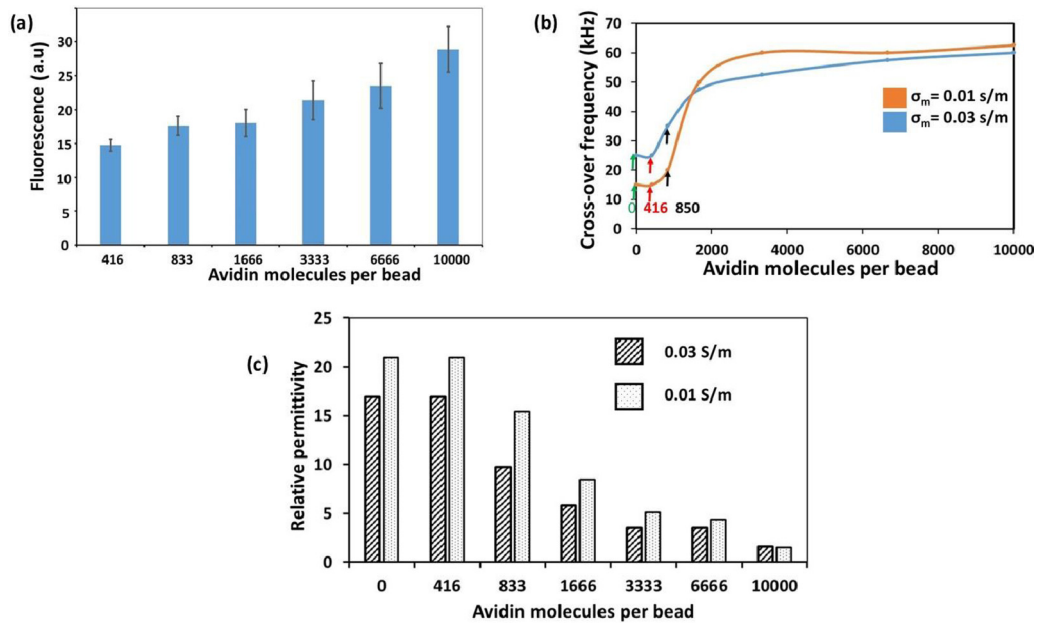 (a)
Fluorescence (a.u)
35
30
25
20
15
10
5
0
416 833 1666 3333 6666 10000
Avidin molecules per bead
(b)
Cross-over frequency (kHz)
70
60
50
40
30
20
10
0
σm= 0.01 s/m
σm= 0.03 s/m
0 416 850
0 2000 4000 6000 8000 10000
Avidin molecules per bead
(c)
Relative permittivity
25
20
15
10
5
0
0.03 S/m
0.01 S/m
0 416 833 1666 3333 6666 10000
Avidin molecules per bead